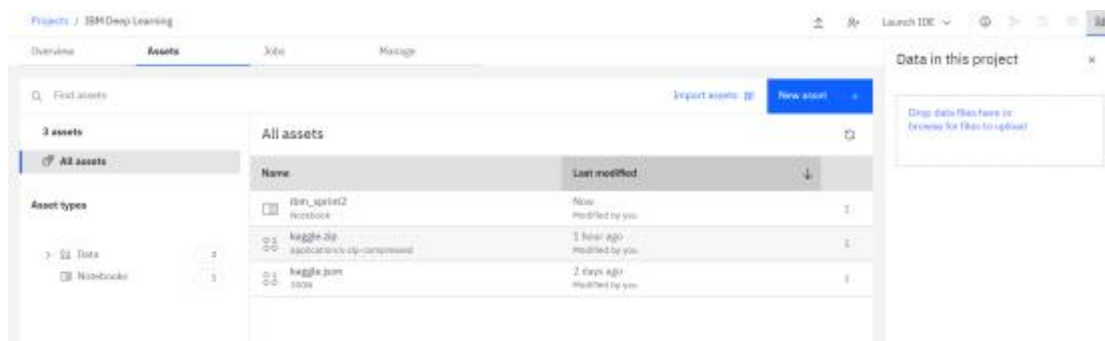 Projects / IBM Deep Learning
Launch IDE
Overview
Assets
Jobs
Manage
Data in this project
Find assets
Import assets
New asset +
Drop data files here or
browse for files to upload
3 assets
All assets
All assets
Name
Last modified
Asset types
ibm_sprint2
Notebook
Now
Modified by you
kaggle.zip
application/x-zip-compressed
1 hour ago
Modified by you
kaggle.json
JSON
2 days ago
Modified by you
Data
2
Notebooks
1